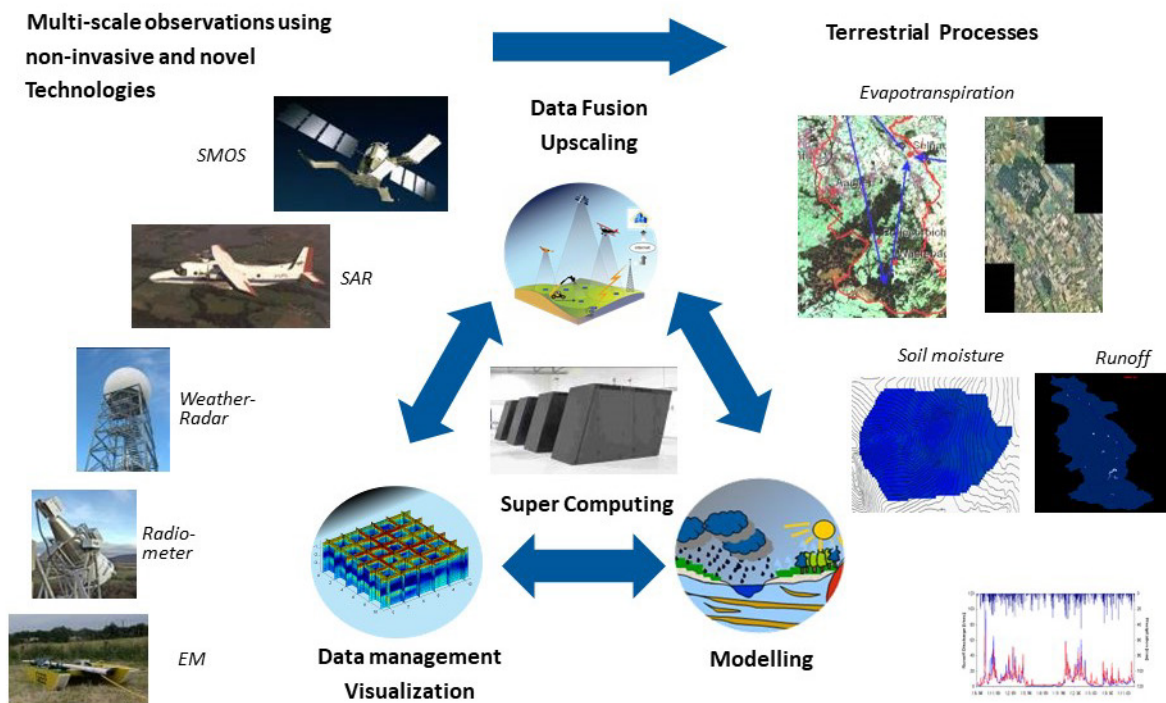 Multi-scale observations using
non-invasive and novel
Technologies
SMOS
SAR
Weather-
Radar
Radio-
meter
EM
Data Fusion
Upscaling
Super Computing
Data management
Visualization
Modelling
Terrestrial Processes
Evapotranspiration
Soil moisture
Runoff